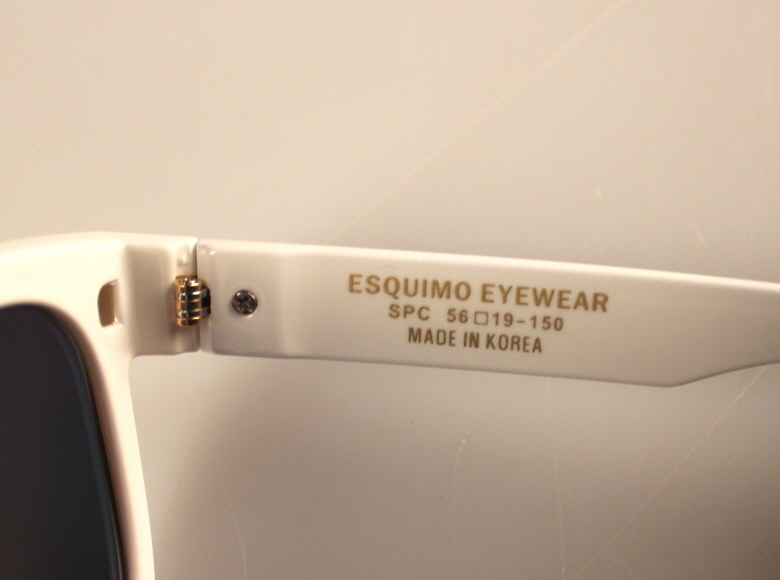 ESQUIMO EYEWEAR
SPC 56□19-150
MADE IN KOREA